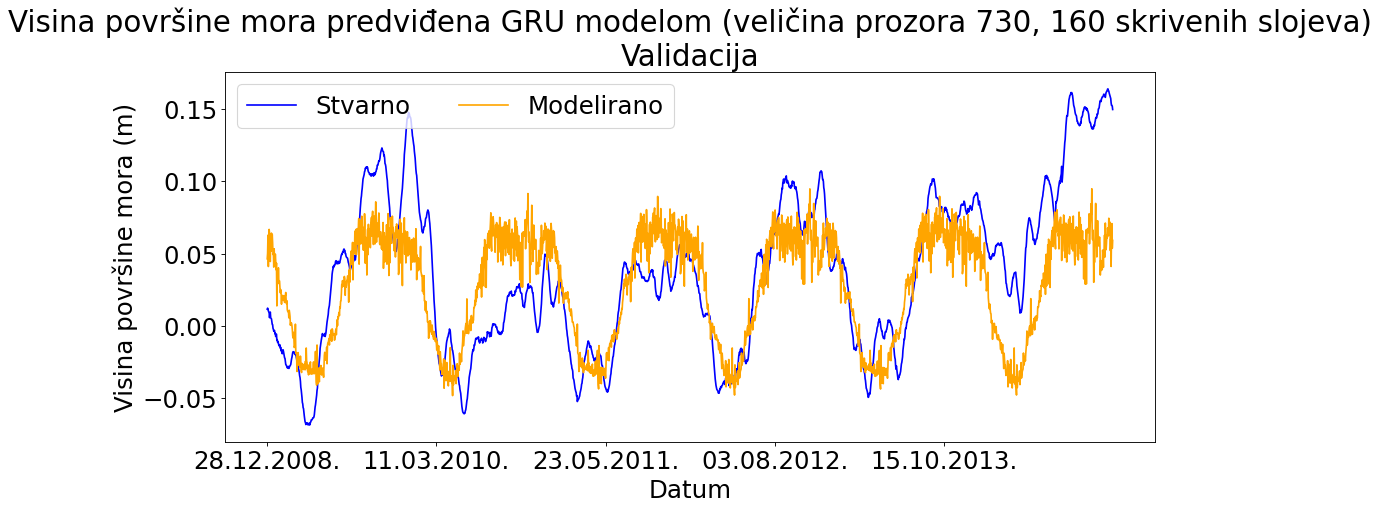 Visina površine mora predviđena GRU modelom (veličina prozora 730, 160 skrivenih slojeva)
Validacija
Stvarno Modelirano
Visina površine mora (m)
0.15
0.10
0.05
0.00
−0.05
28.12.2008. 11.03.2010. 23.05.2011. 03.08.2012. 15.10.2013.
Datum